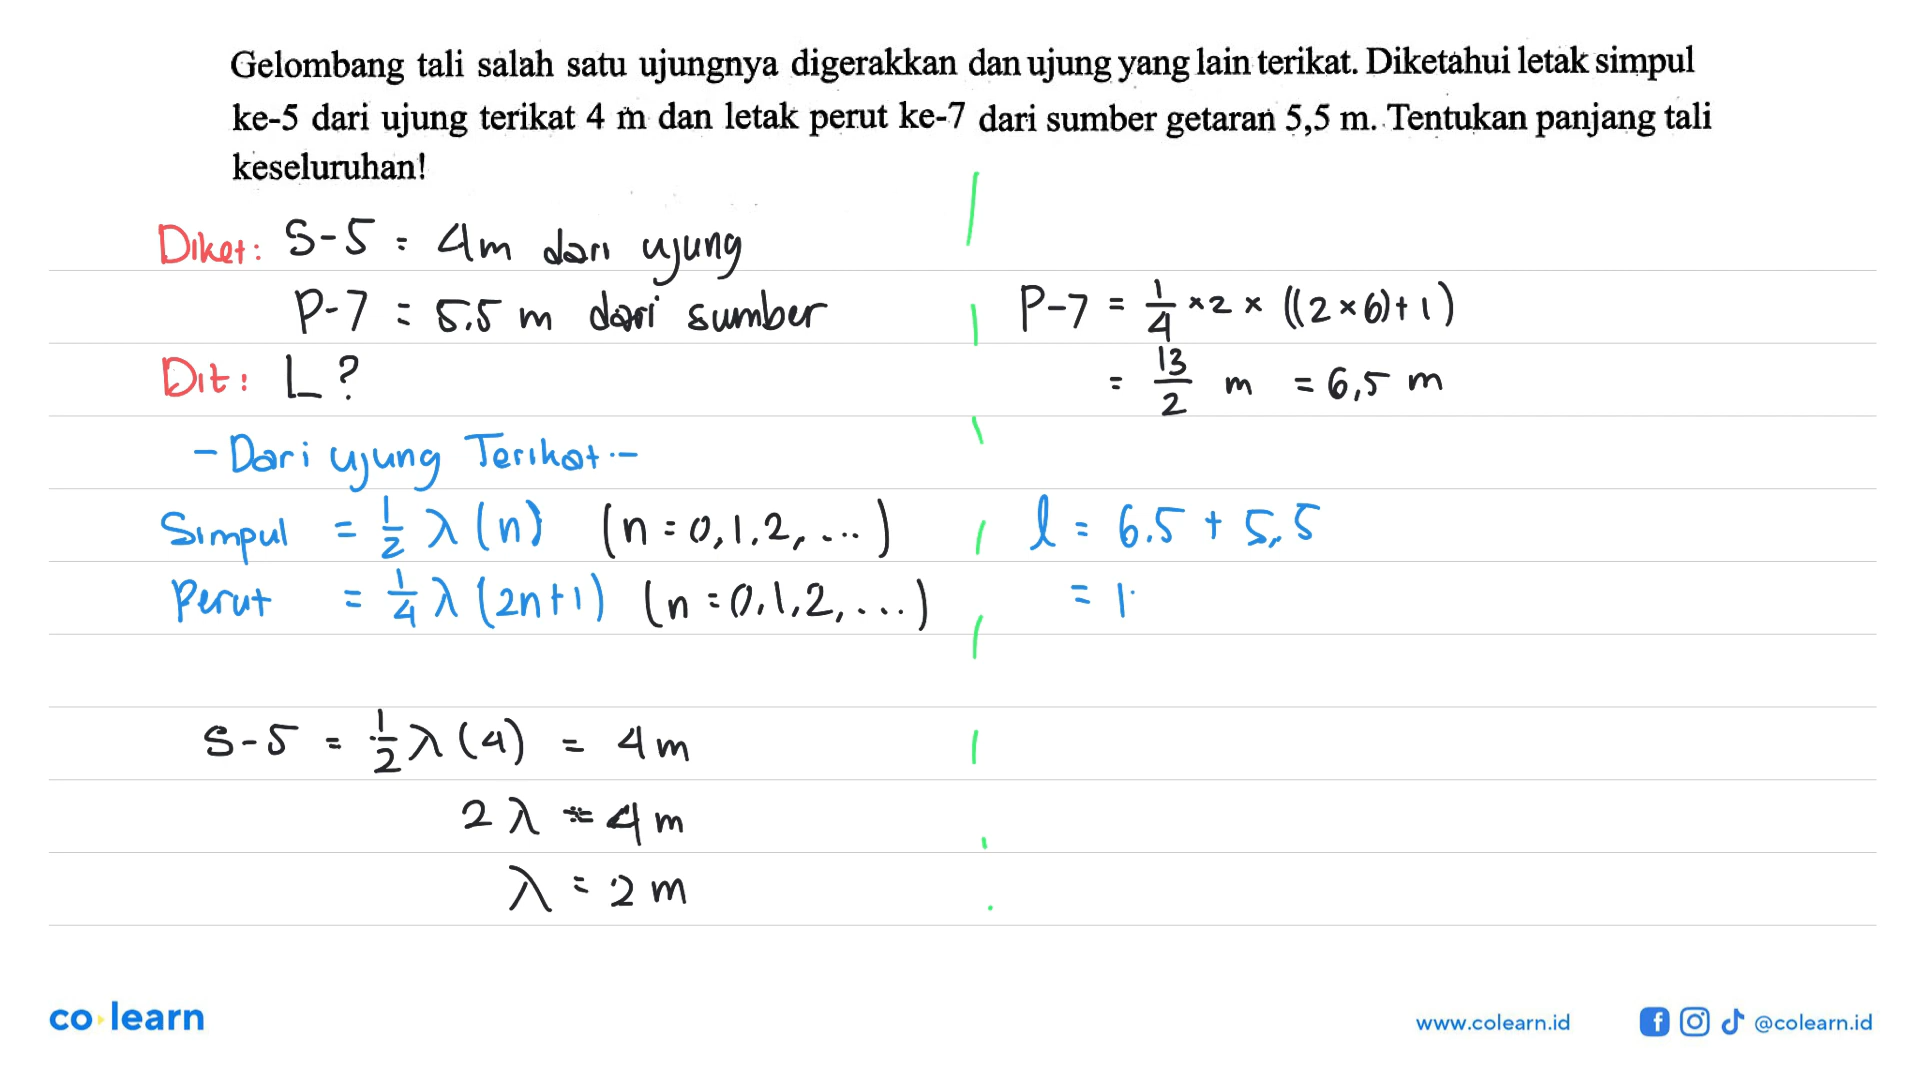 Gelombang tali salah satu ujungnya digerakkan dan ujung yang lain terikat. Diketahui letak simpul
ke-5 dari ujung terikat 4 m dan letak perut ke-7 dari sumber getaran 5,5 m. Tentukan panjang tali
keseluruhan!
Diket: S-5 = 4m dari ujung
P-7 = 5.5 m dari sumber
Dit: L ?
- Dari ujung Terikat -
Simpul = 1/2 λ (n) (n = 0, 1, 2, ...)
Perut = 1/4 λ (2n+1) (n = 0, 1, 2, ...)
S-5 = 1/2 λ (4) = 4m
2 λ = 4m
λ = 2 m
P-7 = 1/4 × 2 × ((2×6)+1)
= 13/2 m = 6,5 m
l = 6.5 + 5,5
= 1
co learn
www.colearn.id
@colearn.id